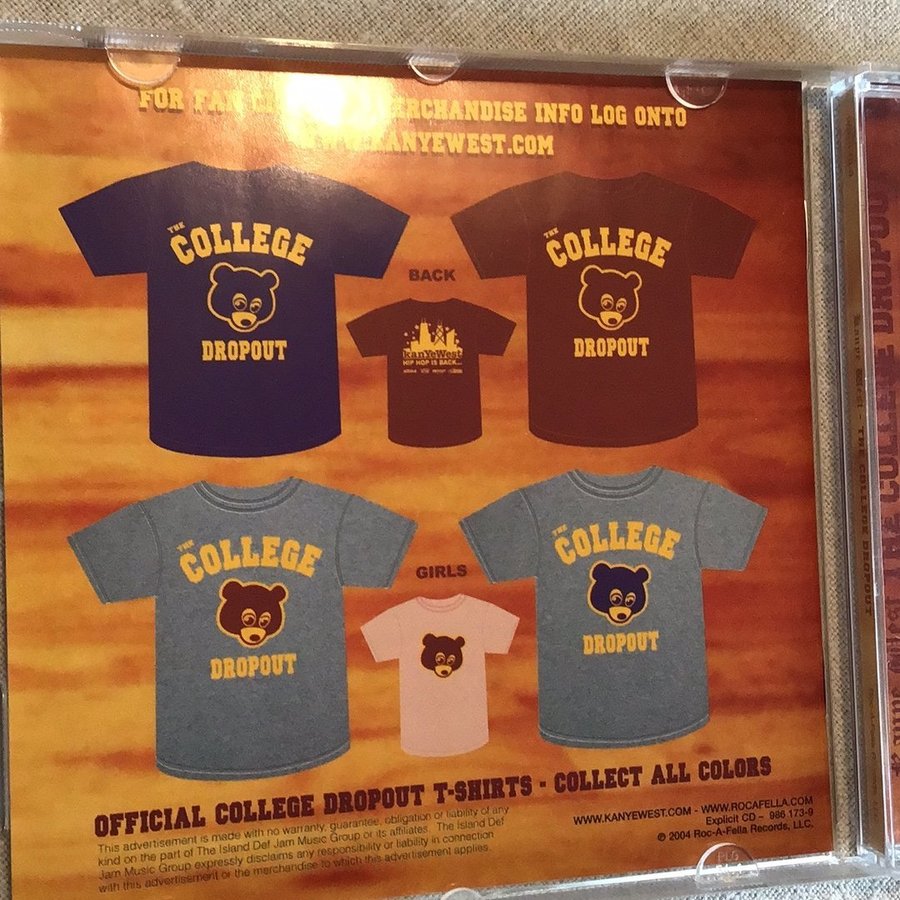 FOR FAN MERCHANDISE INFO LOG ONTO
WWW.KANYEWEST.COM
THE
COLLEGE
DROPOUT
THE
COLLEGE
DROPOUT
BACK
KanYeWest
HIP HOP IS BACK...
THE
COLLEGE
DROPOUT
THE
COLLEGE
DROPOUT
GIRLS
OFFICIAL COLLEGE DROPOUT T-SHIRTS - COLLECT ALL COLORS
This advertisement is made with no warranty, guarantee, obligation or liability of any
kind on the part of The Island Def Jam Music Group or its affiliates. The Island Def
Jam Music Group expressly disclaims any responsibility or liability in connection
with this advertisement or the merchandise to which this advertisement applies.
WWW.KANYEWEST.COM - WWW.ROCAFELLA.COM
Explicit CD – 986 173-9
℗ 2004 Roc-A-Fella Records, LLC.
THE COLLEGE DROPOUT